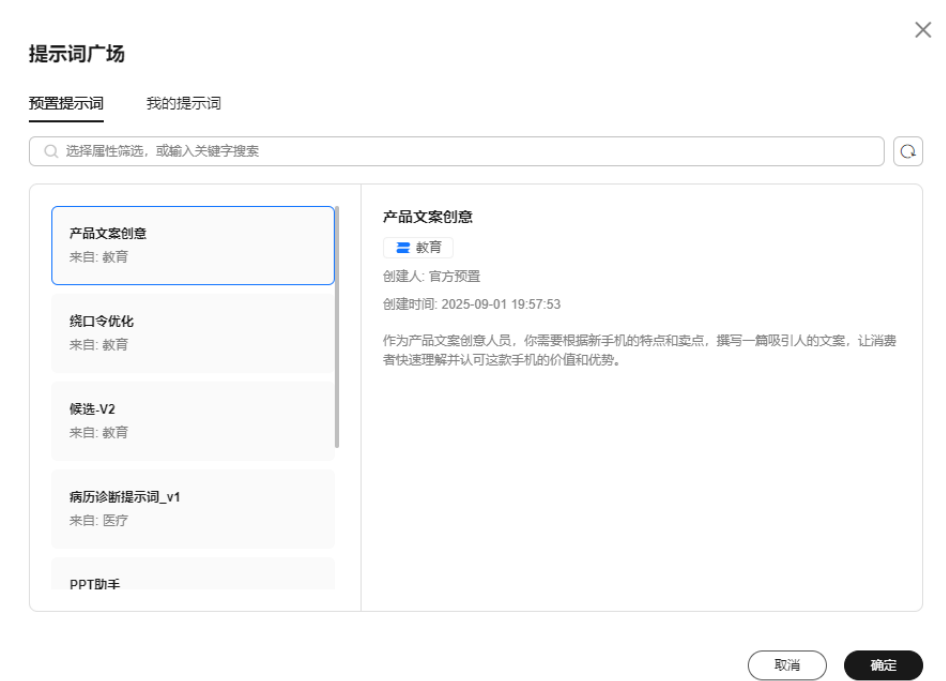 提示词广场
预置提示词
我的提示词
选择属性筛选，或输入关键字搜索
产品文案创意
来自: 教育
绕口令优化
来自: 教育
候选-V2
来自: 教育
病历诊断提示词_v1
来自: 医疗
PPT助手
产品文案创意
教育
创建人: 官方预置
创建时间: 2025-09-01 19:57:53
作为产品文案创意人员，你需要根据新手机的特点和卖点，撰写一篇吸引人的文案，让消费
者快速理解并认可这款手机的价值和优势。
取消
确定